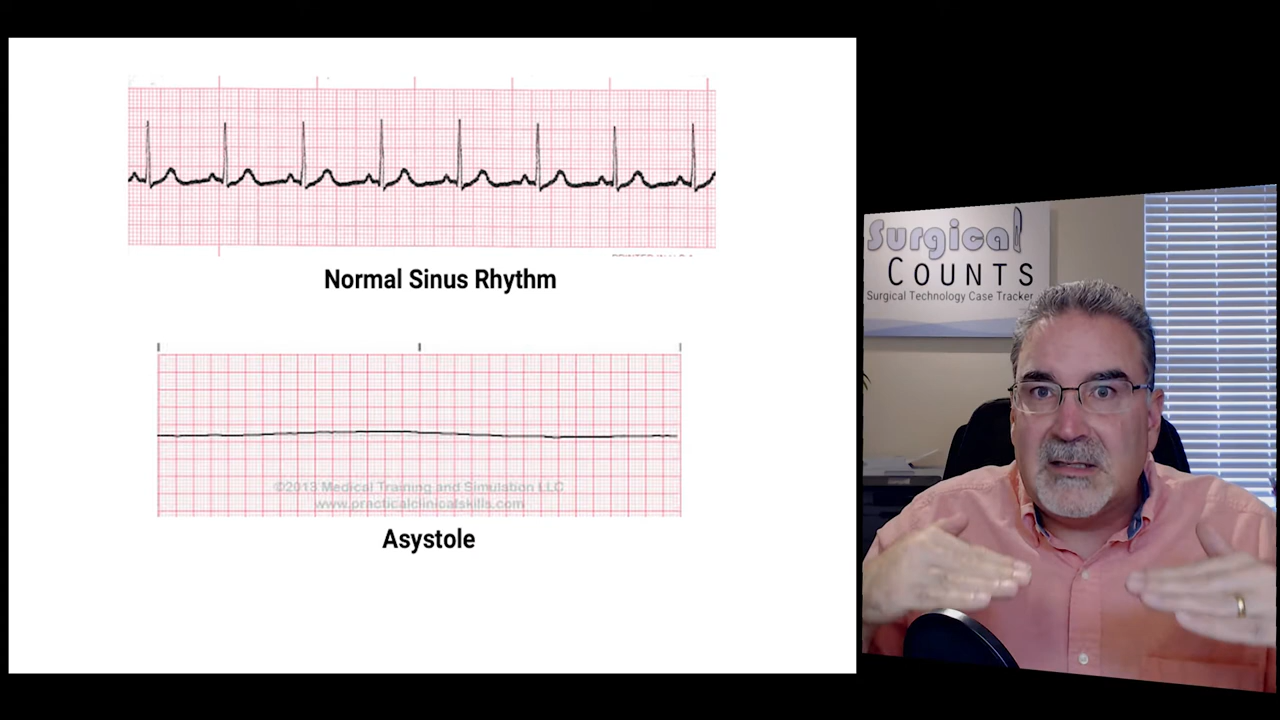 Normal Sinus Rhythm
©2013 Medical Training and Simulation LLC
www.practicalclinicalskills.com
Asystole
Surgical
COUNTS
Surgical Technology Case Tracker